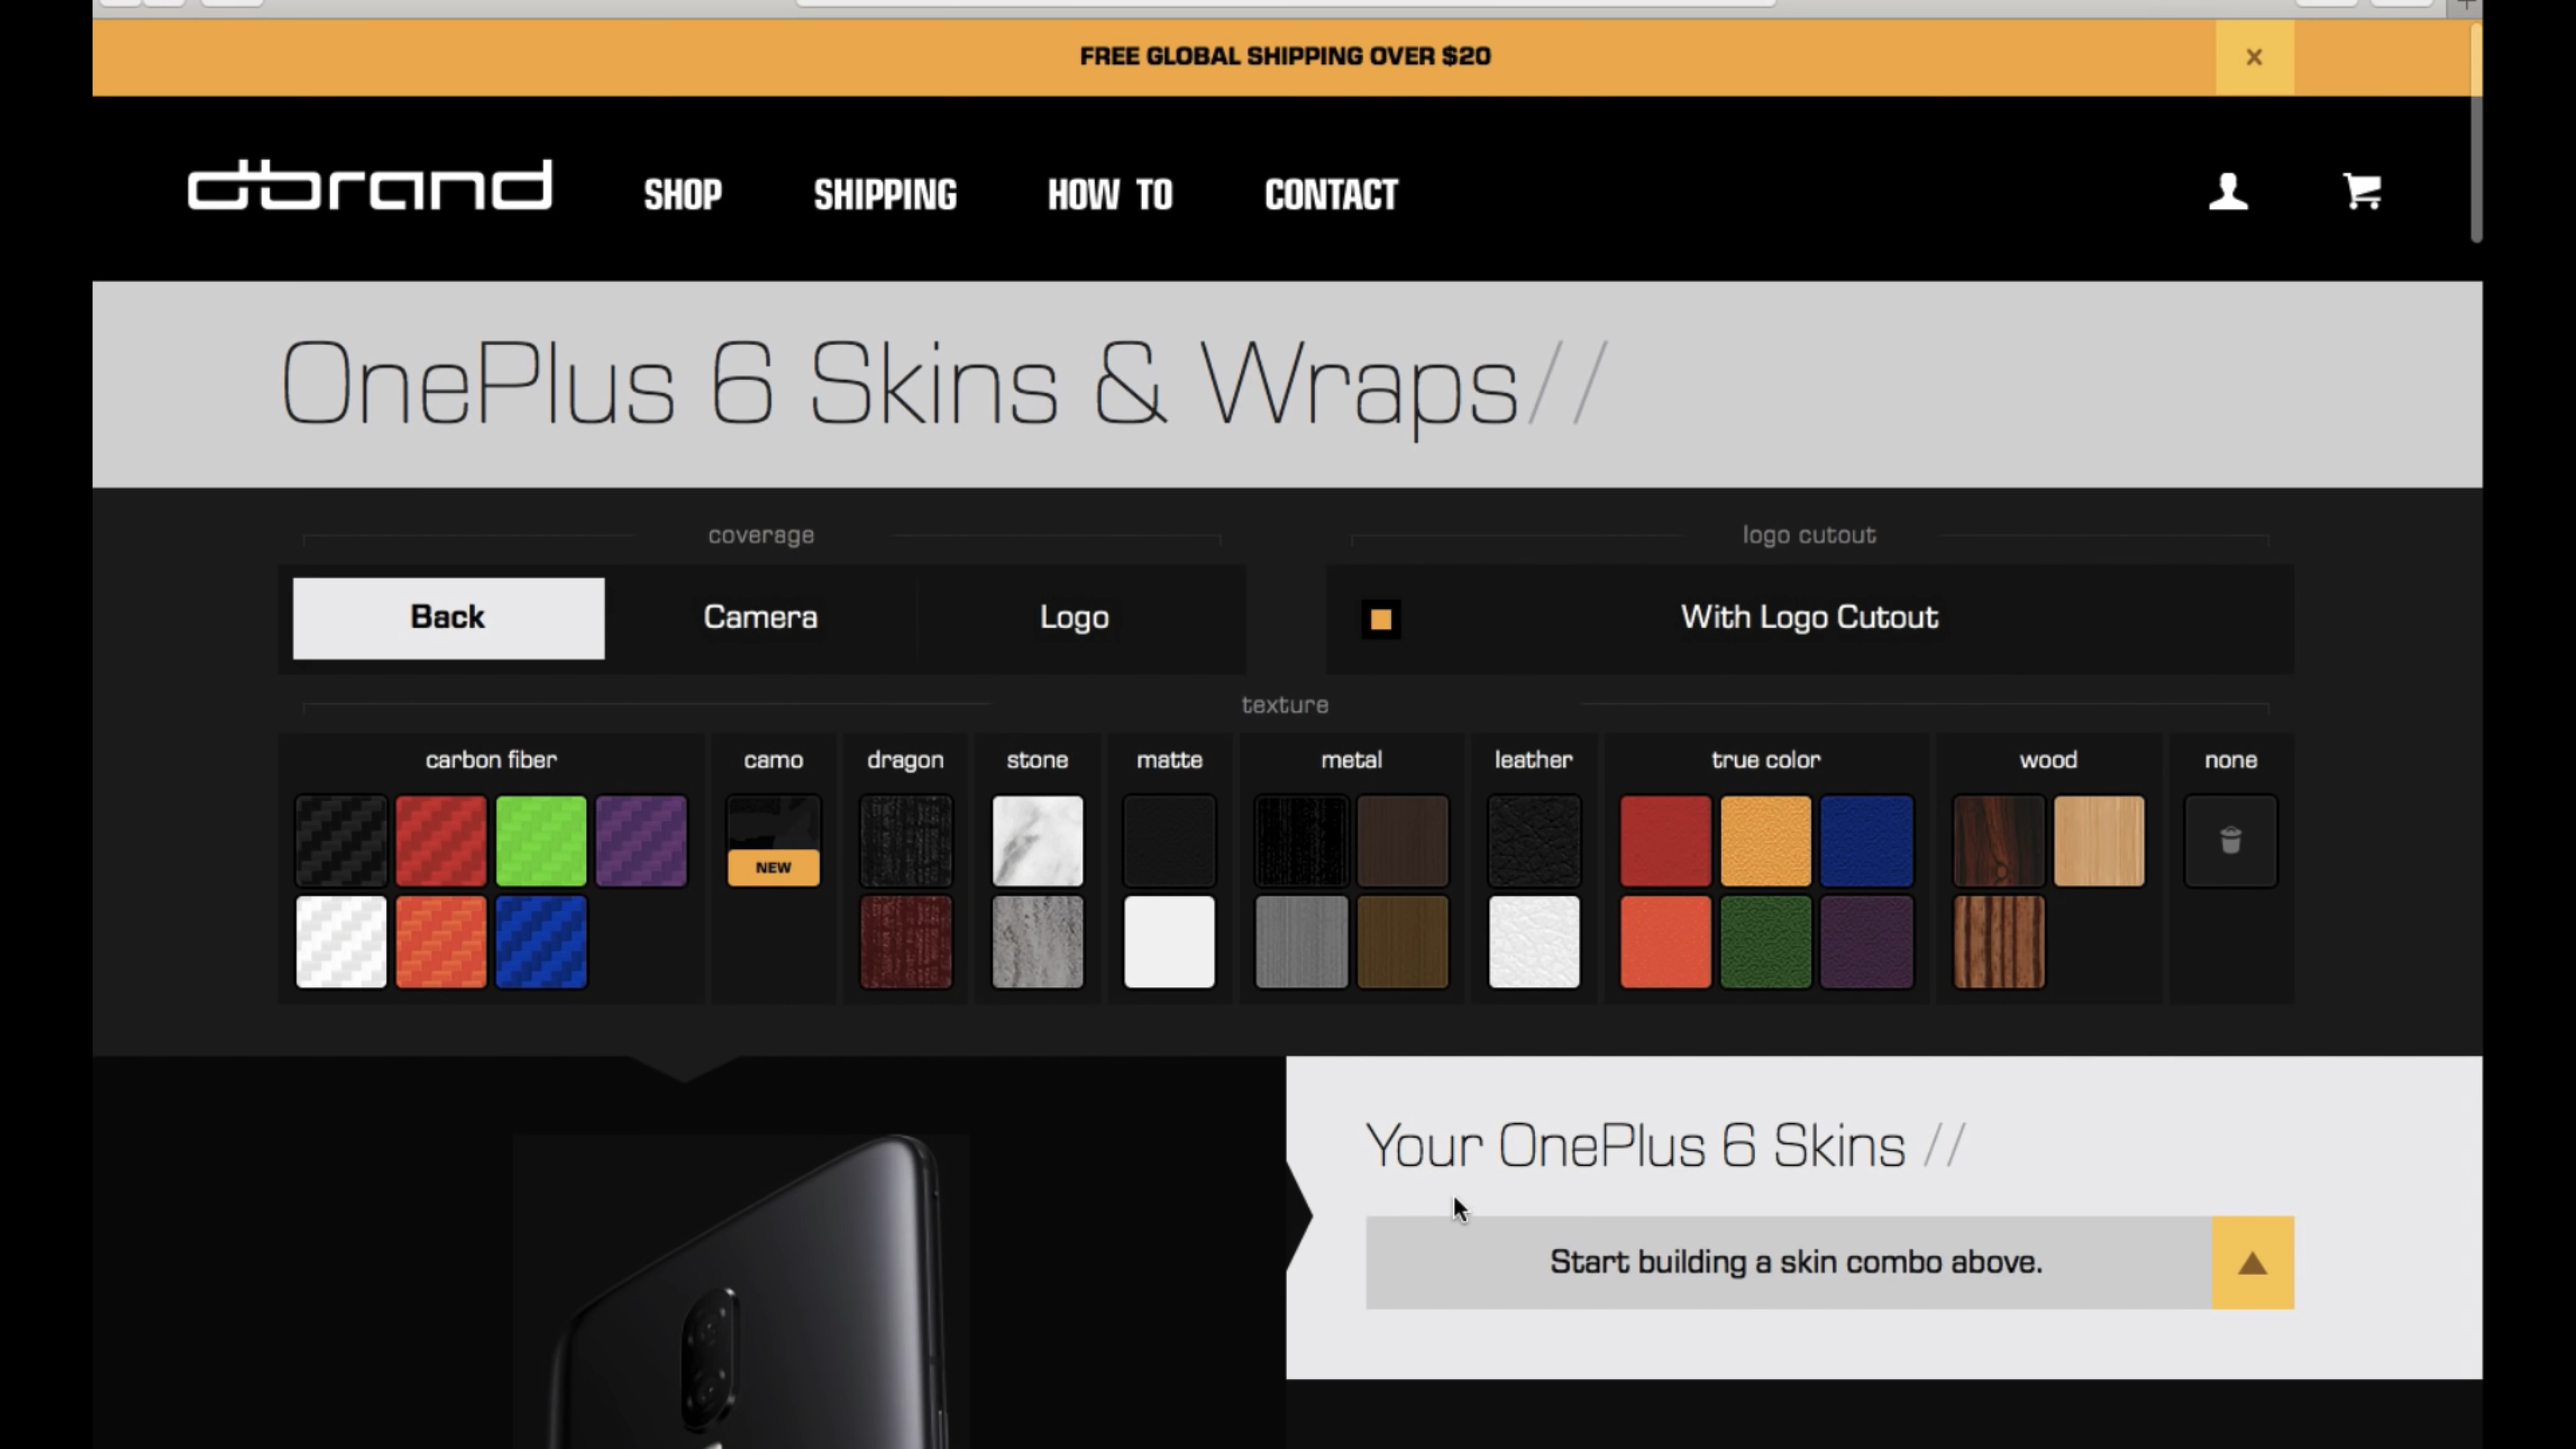 FREE GLOBAL SHIPPING OVER $20
dbrand SHOP SHIPPING HOW TO CONTACT
OnePlus 6 Skins & Wraps//
coverage
logo cutout
Back Camera Logo
With Logo Cutout
texture
carbon fiber camo dragon stone matte metal leather true color wood none
NEW
Your OnePlus 6 Skins //
Start building a skin combo above.